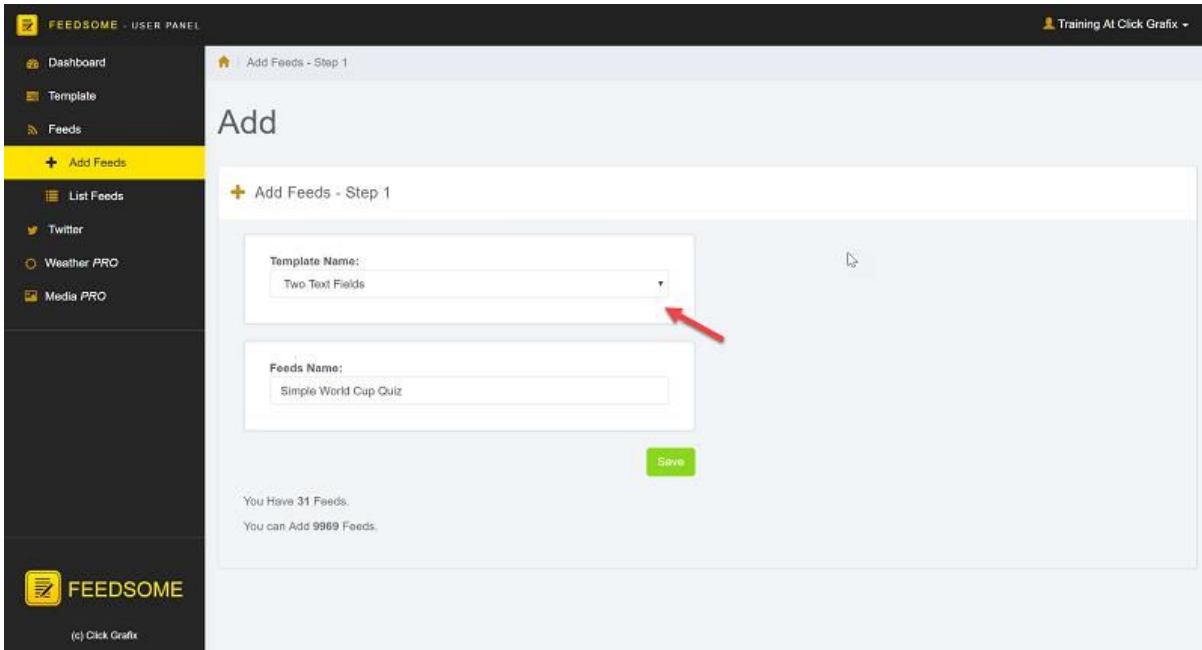 FEEDSOME - USER PANEL
Training At Click Grafix
Dashboard
Template
Feeds
Add Feeds
List Feeds
Twitter
Weather PRO
Media PRO
FEEDSOME
(c) Click Grafix
Add Feeds - Step 1
Add
Add Feeds - Step 1
Template Name:
Two Text Fields
Feeds Name:
Simple World Cup Quiz
Save
You Have 31 Feeds.
You can Add 9969 Feeds.